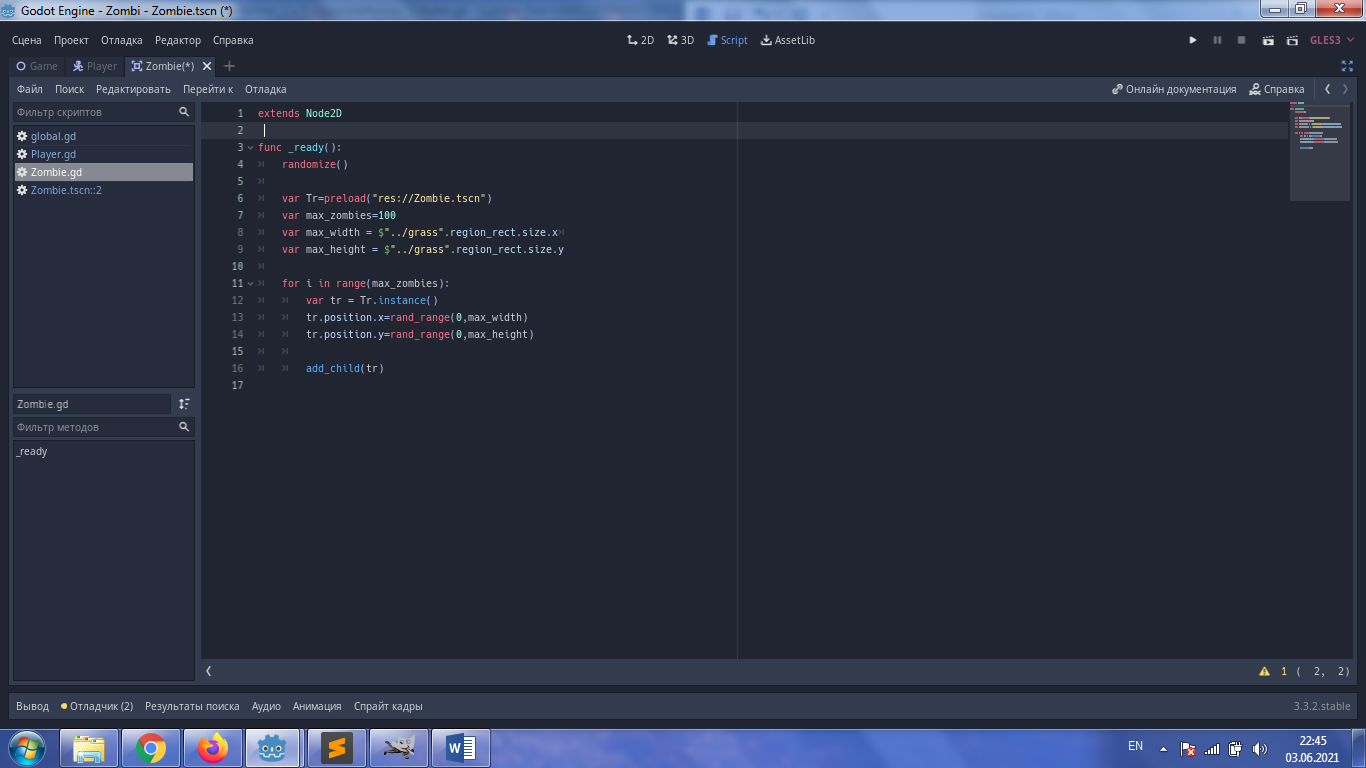 Godot Engine - Zombi - Zombie.tscn (*)
Сцена Проект Отладка Редактор Справка 2D 3D Script AssetLib GLES3
Game Player Zombie(*)
Файл Поиск Редактировать Перейти к Отладка Онлайн документация Справка
Фильтр скриптов
global.gd
Player.gd
Zombie.gd
Zombie.tscn::2
Zombie.gd
Фильтр методов
_ready
1 extends Node2D
2
3 func _ready():
4 randomize()
5
6 var Tr=preload("res://Zombie.tscn")
7 var max_zombies=100
8 var max_width = $"../grass".region_rect.size.x
9 var max_height = $"../grass".region_rect.size.y
10
11 for i in range(max_zombies):
12 var tr = Tr.instance()
13 tr.position.x=rand_range(0,max_width)
14 tr.position.y=rand_range(0,max_height)
15
16 add_child(tr)
17
1 ( 2, 2)
Вывод Отладчик (2) Результаты поиска Аудио Анимация Спрайт кадры 3.3.2.stable
EN 22:45
03.06.2021